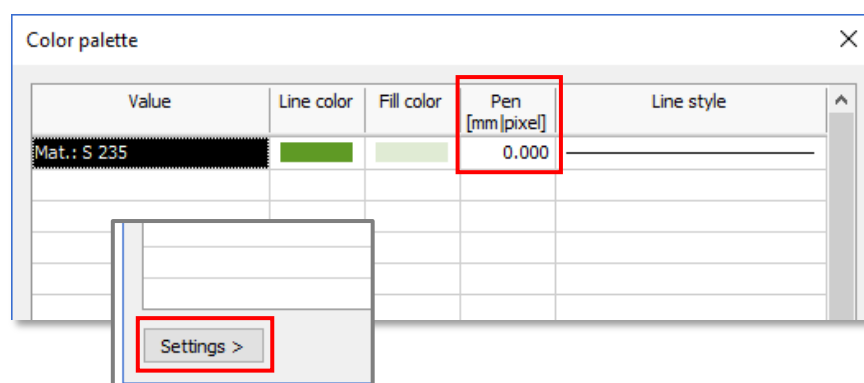 Color palette
Value Line color Fill color Pen [mm|pixel] Line style
Mat.: S 235 0.000
Settings >